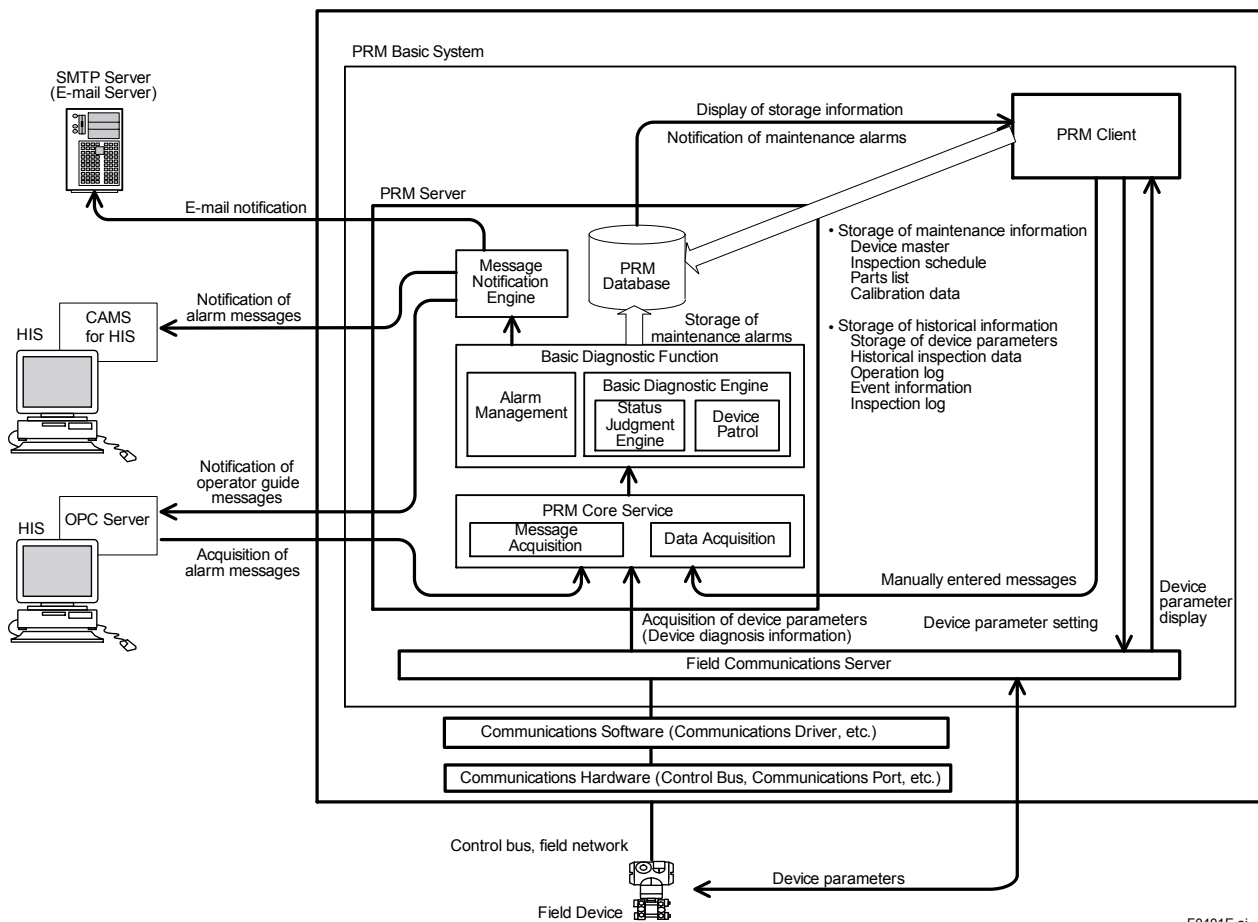 PRM Basic System
SMTP Server
(E-mail Server)
Display of storage information
Notification of maintenance alarms
PRM Client
E-mail notification
PRM Server
Message
Notification
Engine
PRM
Database
• Storage of maintenance information
Device master
Inspection schedule
Parts list
Calibration data
• Storage of historical information
Storage of device parameters
Historical inspection data
Operation log
Event information
Inspection log
Notification of
alarm messages
HIS
CAMS
for HIS
Storage of
maintenance alarms
Basic Diagnostic Function
Alarm
Management
Basic Diagnostic Engine
Status
Judgment
Engine
Device
Patrol
Notification of
operator guide
messages
HIS
OPC Server
Acquisition of
alarm messages
PRM Core Service
Message
Acquisition
Data Acquisition
Manually entered messages
Device
parameter
display
Acquisition of device parameters
(Device diagnosis information)
Device parameter setting
Field Communications Server
Communications Software (Communications Driver, etc.)
Communications Hardware (Control Bus, Communications Port, etc.)
Control bus, field network
Device parameters
Field Device